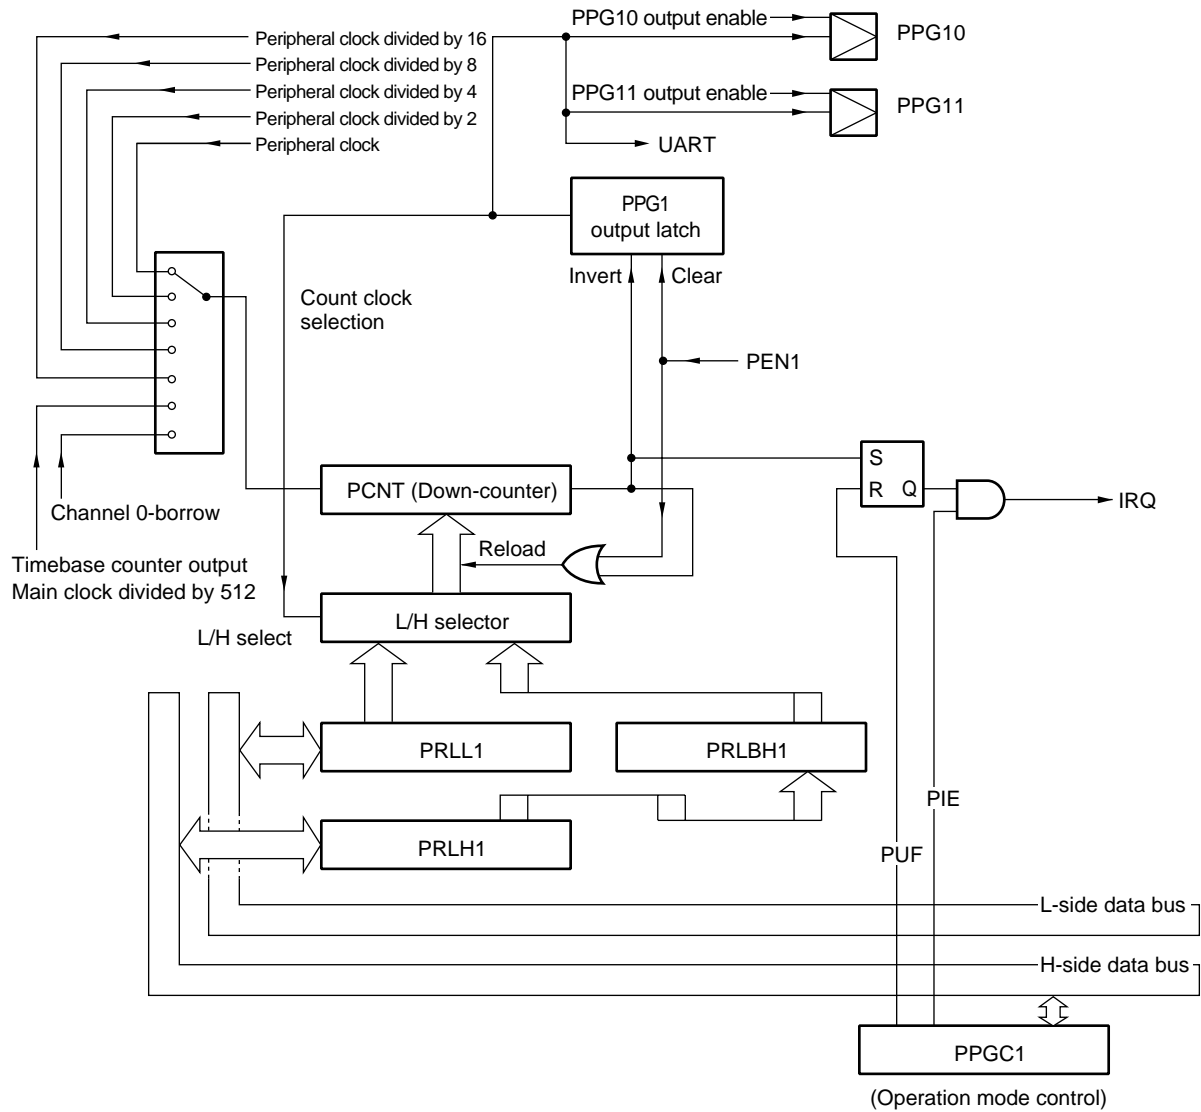 PPG10 output enable
PPG10
Peripheral clock divided by 16
Peripheral clock divided by 8
Peripheral clock divided by 4
Peripheral clock divided by 2
Peripheral clock
PPG11 output enable
PPG11
UART
PPG1
output latch
Invert
Clear
Count clock
selection
PEN1
S
R
Q
IRQ
PCNT (Down-counter)
Channel 0-borrow
Reload
Timebase counter output
Main clock divided by 512
L/H selector
L/H select
PRLL1
PRLBH1
PIE
PRLH1
PUF
L-side data bus
H-side data bus
PPGC1
(Operation mode control)